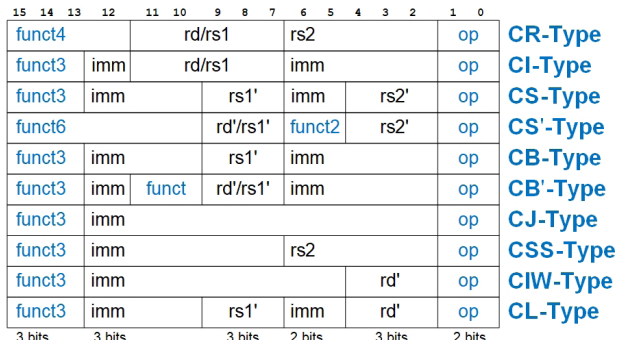 15 14 13 12 11 10 9 8 7 6 5 4 3 2 1 0
funct4 rd/rs1 rs2 op CR-Type
funct3 imm rd/rs1 imm op CI-Type
funct3 imm rs1' imm rs2' op CS-Type
funct6 rd'/rs1' funct2 rs2' op CS'-Type
funct3 imm rs1' imm op CB-Type
funct3 imm funct rd'/rs1' imm op CB'-Type
funct3 imm op CJ-Type
funct3 imm rs2 op CSS-Type
funct3 imm rd' op CIW-Type
funct3 imm rs1' imm rd' op CL-Type
3 bits 3 bits 3 bits 2 bits 3 bits 2 bits